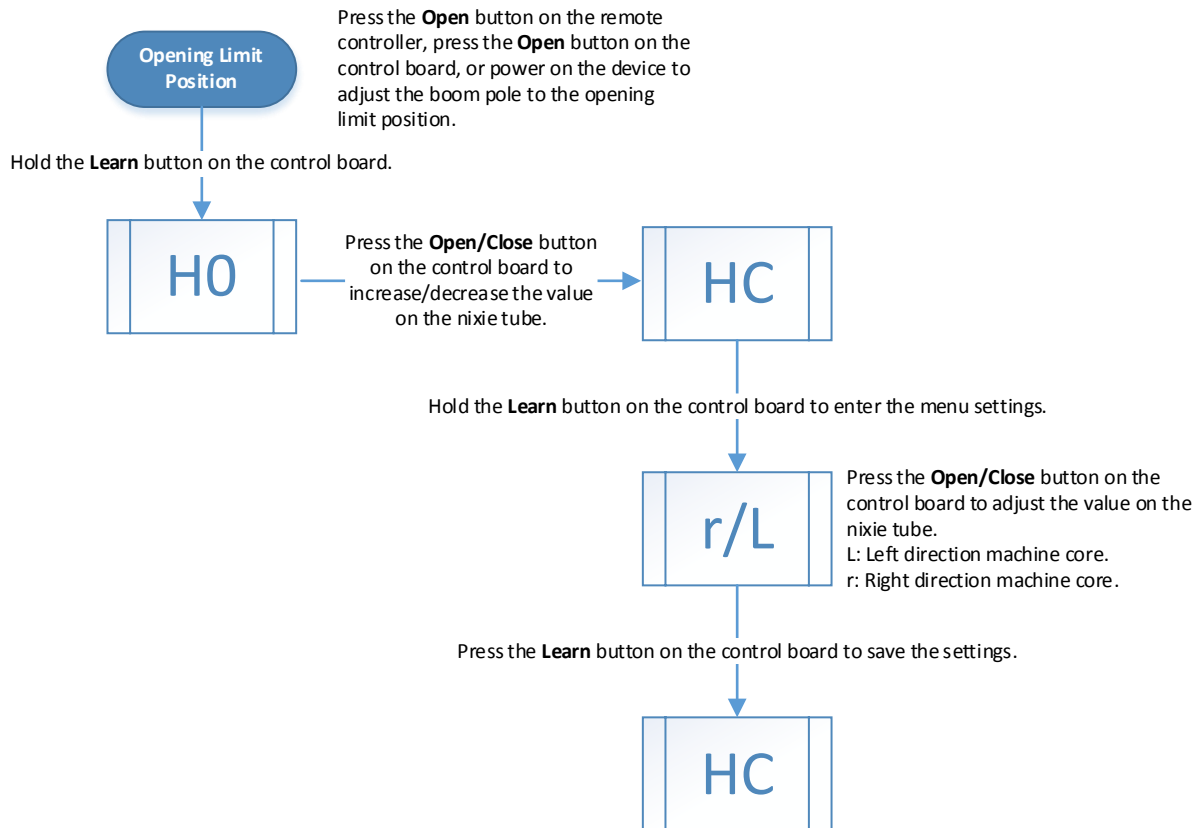 Opening Limit
Position
Press the Open button on the remote
controller, press the Open button on the
control board, or power on the device to
adjust the boom pole to the opening
limit position.
Hold the Learn button on the control board.
H0
Press the Open/Close button
on the control board to
increase/decrease the value
on the nixie tube.
HC
Hold the Learn button on the control board to enter the menu settings.
r/L
Press the Open/Close button on the
control board to adjust the value on the
nixie tube.
L: Left direction machine core.
r: Right direction machine core.
Press the Learn button on the control board to save the settings.
HC